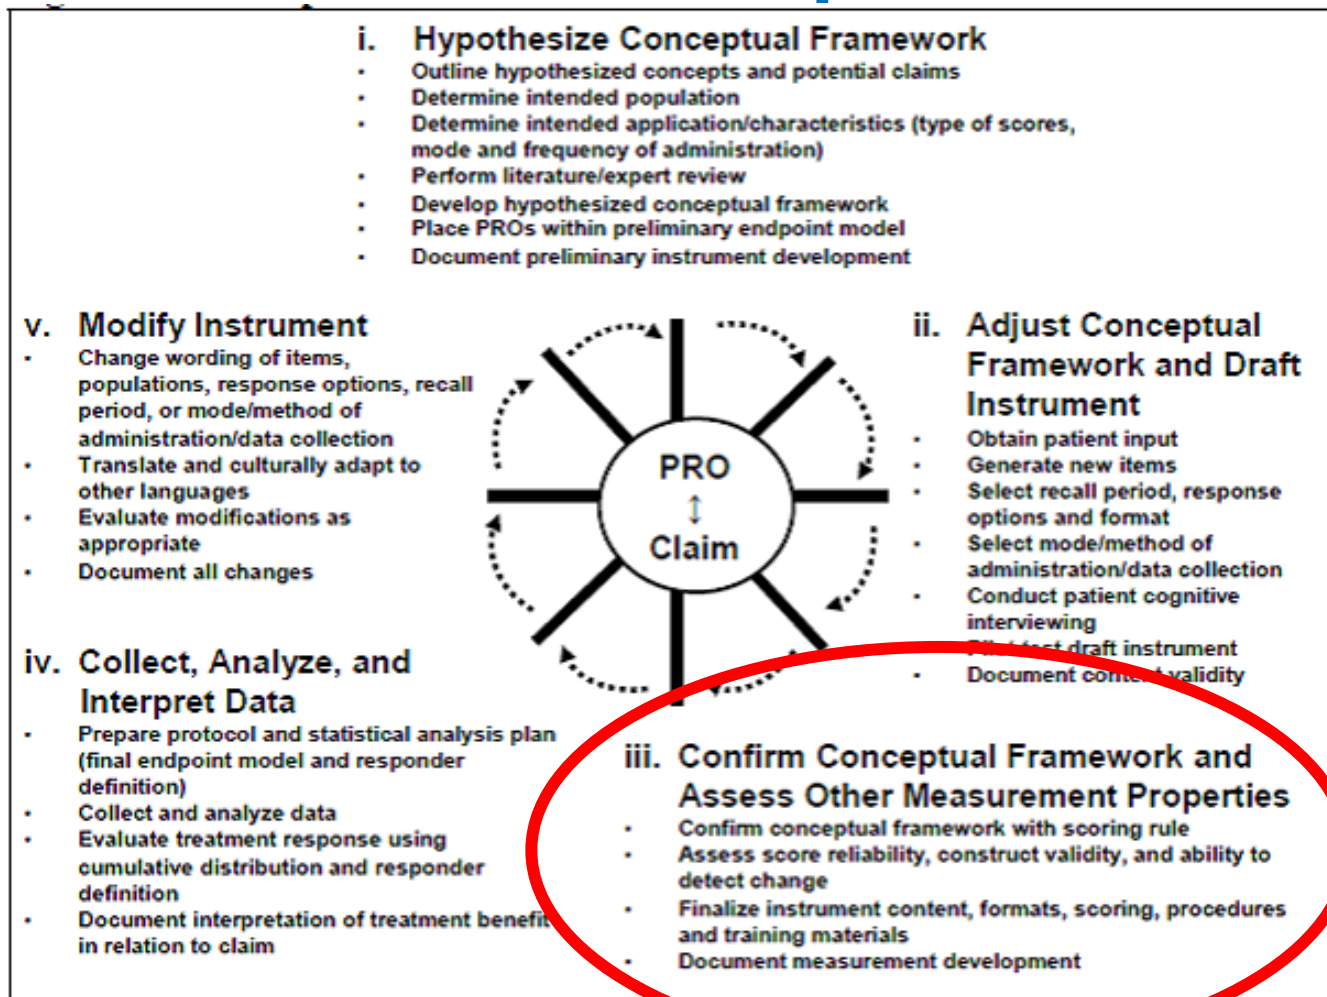 i. Hypothesize Conceptual Framework
· Outline hypothesized concepts and potential claims
· Determine intended population
· Determine intended application/characteristics (type of scores,
mode and frequency of administration)
· Perform literature/expert review
· Develop hypothesized conceptual framework
· Place PROs within preliminary endpoint model
· Document preliminary instrument development
v. Modify Instrument
· Change wording of items,
populations, response options, recall
period, or mode/method of
administration/data collection
· Translate and culturally adapt to
other languages
· Evaluate modifications as
appropriate
· Document all changes
PRO
↕
Claim
ii. Adjust Conceptual
Framework and Draft
Instrument
· Obtain patient input
· Generate new items
· Select recall period, response
options and format
· Select mode/method of
administration/data collection
· Conduct patient cognitive
interviewing
· Pilot test draft instrument
· Document content validity
iv. Collect, Analyze, and
Interpret Data
· Prepare protocol and statistical analysis plan
(final endpoint model and responder
definition)
· Collect and analyze data
· Evaluate treatment response using
cumulative distribution and responder
definition
· Document interpretation of treatment benefit
in relation to claim
iii. Confirm Conceptual Framework and
Assess Other Measurement Properties
· Confirm conceptual framework with scoring rule
· Assess score reliability, construct validity, and ability to
detect change
· Finalize instrument content, formats, scoring, procedures
and training materials
· Document measurement development